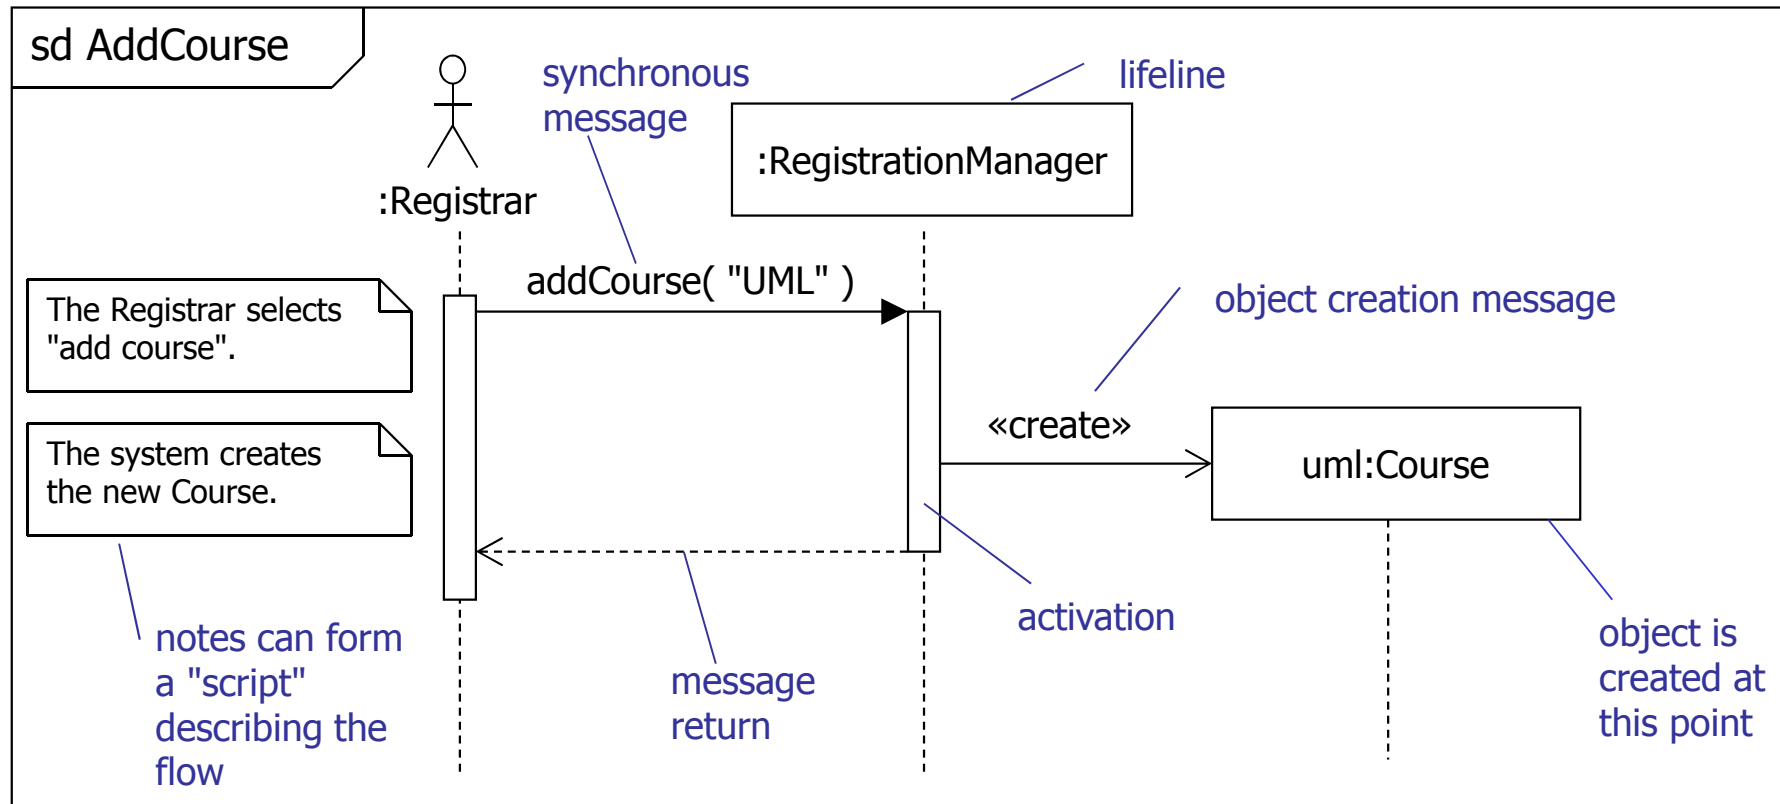 sd AddCourse
synchronous
message
lifeline
:RegistrationManager
:Registrar
addCourse( "UML" )
The Registrar selects
"add course".
object creation message
«create»
The system creates
the new Course.
uml:Course
activation
notes can form
a "script"
describing the
flow
message
return
object is
created at
this point